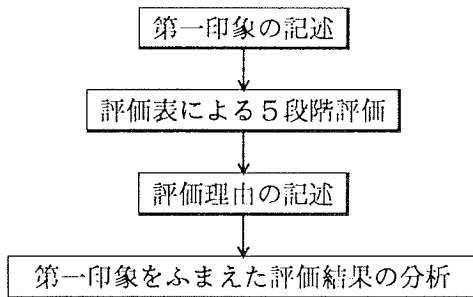 第一印象の記述
評価表による５段階評価
評価理由の記述
第一印象をふまえた評価結果の分析